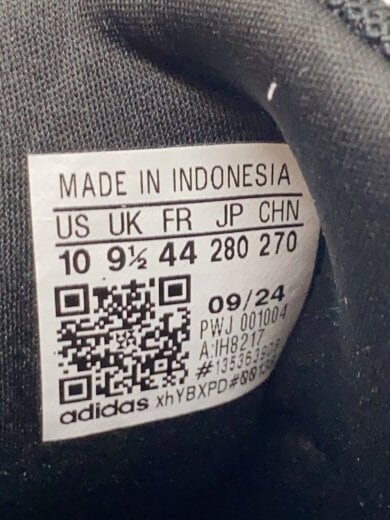 MADE IN INDONESIA
US UK FR JP CHN
10 9½ 44 280 270
09/24
PWJ 001004
A:IH8217
adidas xhYBXPD